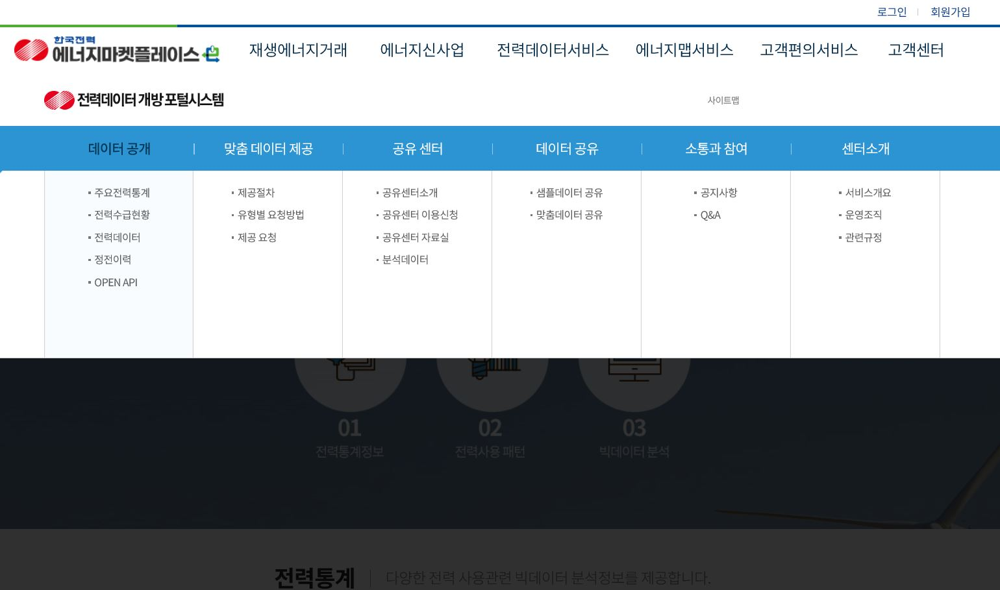 로그인
회원가입
한국전력
에너지마켓플레이스
재생에너지거래
에너지신사업
전력데이터서비스
에너지맵서비스
고객편의서비스
고객센터
전력데이터 개방 포털시스템
사이트맵
데이터 공개
맞춤 데이터 제공
공유 센터
데이터 공유
소통과 참여
센터소개
주요전력통계
전력수급현황
전력데이터
정전이력
OPEN API
제공절차
유형별 요청방법
제공 요청
공유센터소개
공유센터 이용신청
공유센터 자료실
분석데이터
샘플데이터 공유
맞춤데이터 공유
공지사항
Q&A
서비스개요
운영조직
관련규정
01
전력통계정보
02
전력사용 패턴
03
빅데이터 분석
전력통계
다양한 전력 사용관련 빅데이터 분석정보를 제공합니다.